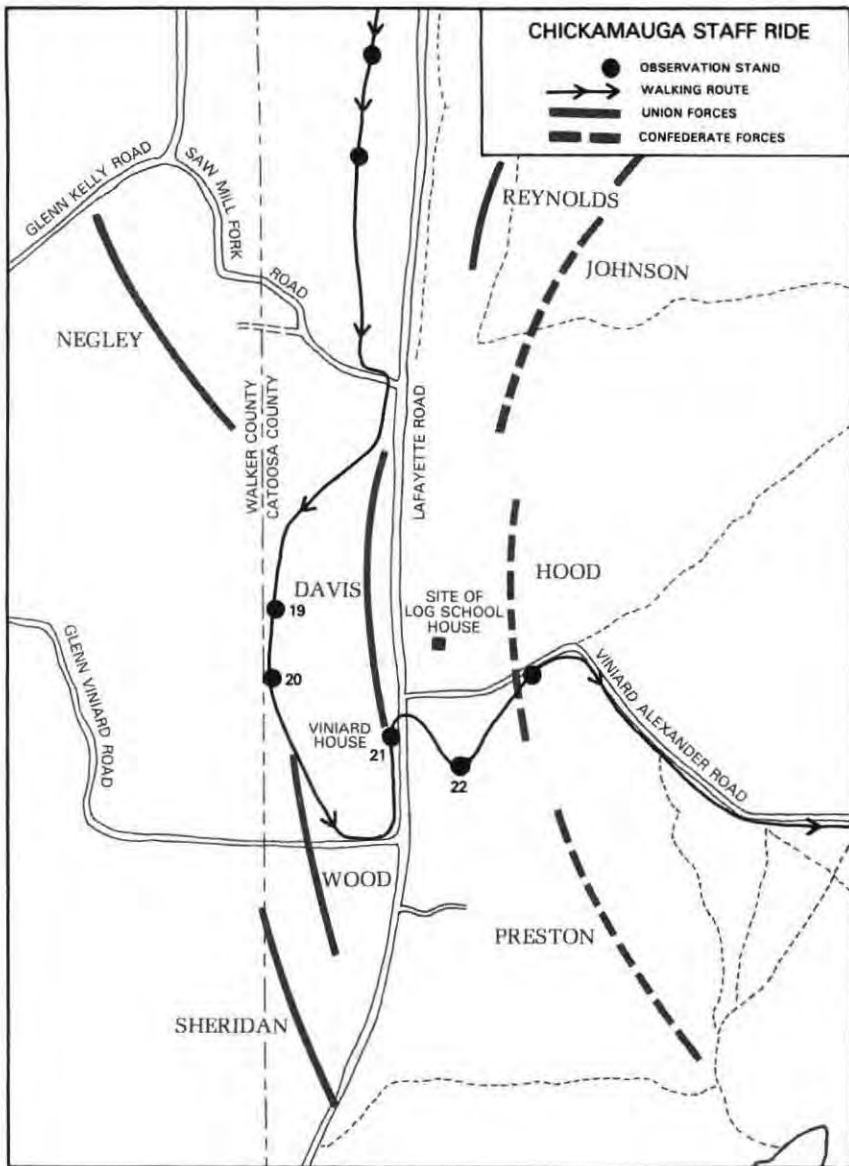 CHICKAMAUGA STAFF RIDE
OBSERVATION STAND
WALKING ROUTE
UNION FORCES
CONFEDERATE FORCES
GLENN KELLY ROAD
SAW MILL FORK
ROAD
REYNOLDS
JOHNSON
NEGLEY
WALKER COUNTY
CATOOSA COUNTY
LAFAYETTE ROAD
HOOD
DAVIS
SITE OF
LOG SCHOOL
HOUSE
19
20
GLENN VINIARD ROAD
VINIARD
HOUSE
21
22
VINIARD ALEXANDER ROAD
WOOD
PRESTON
SHERIDAN